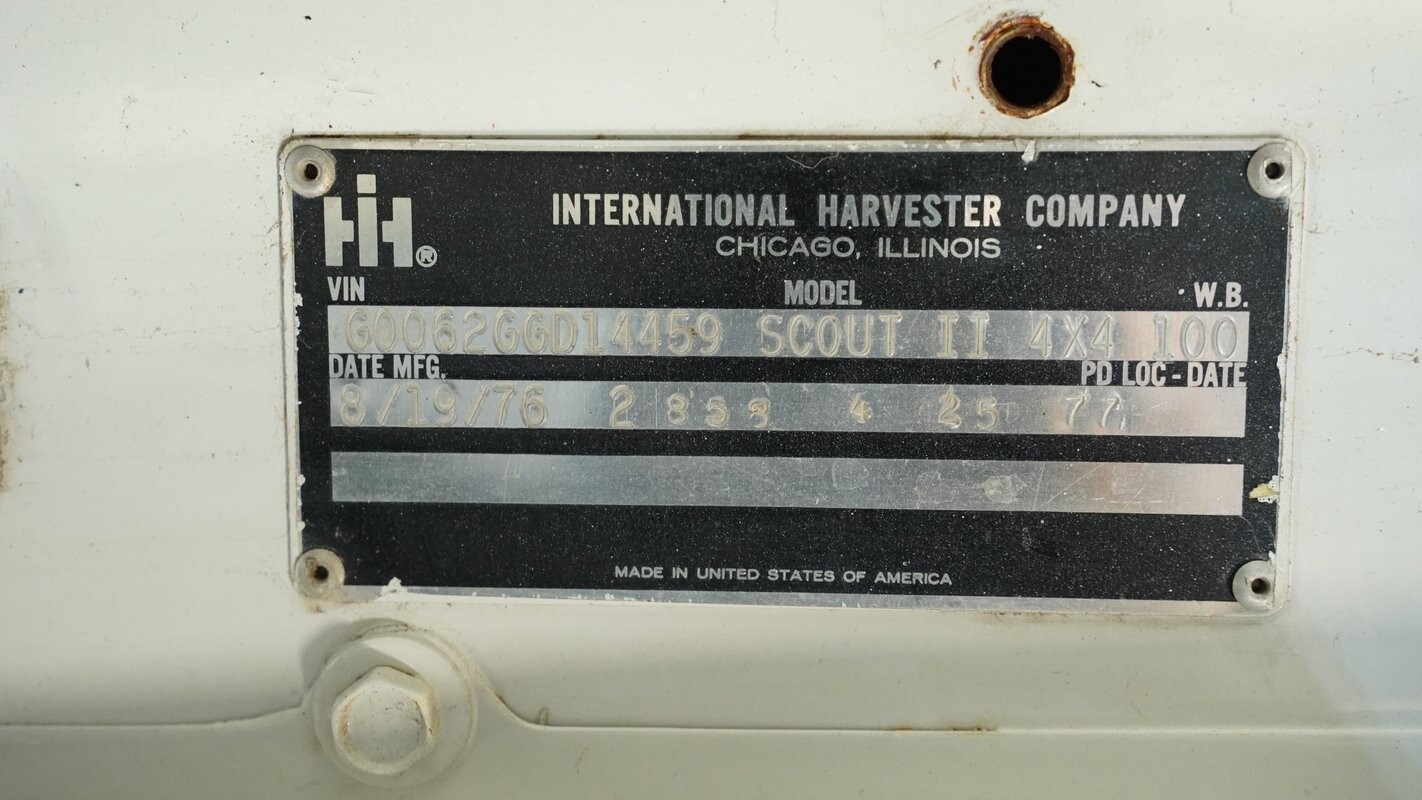 IH® INTERNATIONAL HARVESTER COMPANY
CHICAGO, ILLINOIS
VIN MODEL W.B.
G0062GGD14459 SCOUT II 4X4 100
DATE MFG. PD LOC - DATE
8/19/76 2 853 4 25 77
MADE IN UNITED STATES OF AMERICA